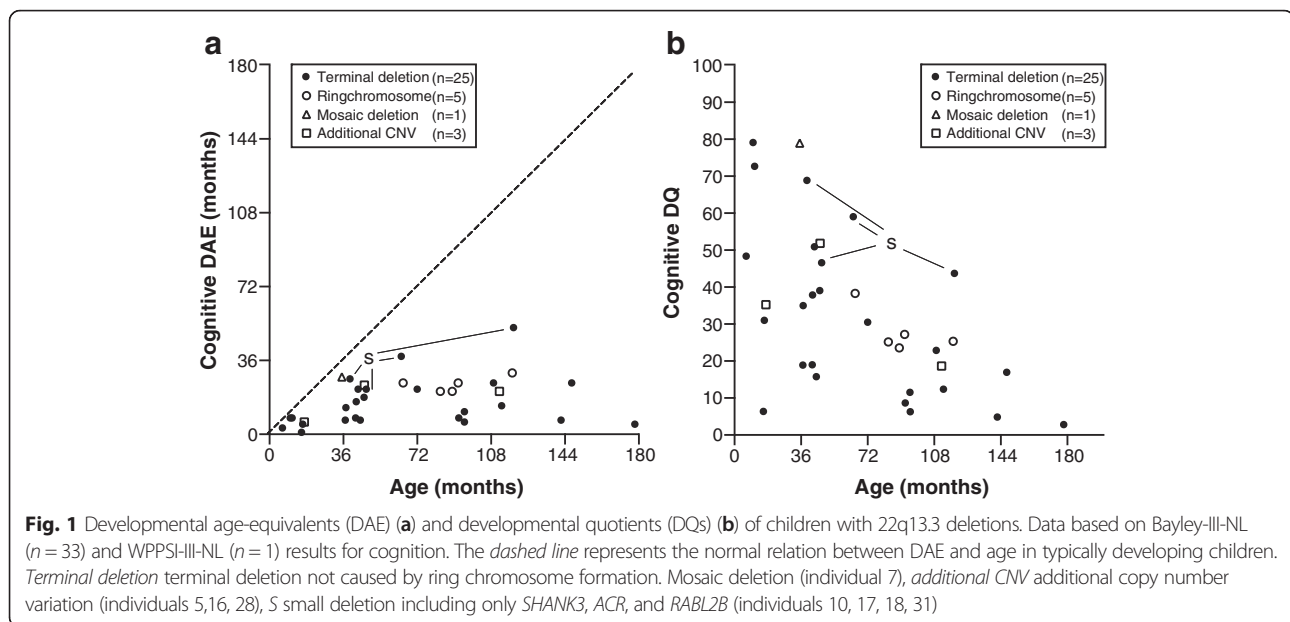 a
180
144
108
72
36
0
Cognitive DAE (months)
Terminal deletion (n=25)
Ringchromosome (n=5)
Mosaic deletion (n=1)
Additional CNV (n=3)
S
0 36 72 108 144 180
Age (months)
b
100
90
80
70
60
50
40
30
20
10
0
Cognitive DQ
Terminal deletion (n=25)
Ringchromosome (n=5)
Mosaic deletion (n=1)
Additional CNV (n=3)
S
0 36 72 108 144 180
Age (months)
Fig. 1 Developmental age-equivalents (DAE) (a) and developmental quotients (DQs) (b) of children with 22q13.3 deletions. Data based on Bayley-III-NL
(n = 33) and WPPSI-III-NL (n = 1) results for cognition. The dashed line represents the normal relation between DAE and age in typically developing children.
Terminal deletion terminal deletion not caused by ring chromosome formation. Mosaic deletion (individual 7), additional CNV additional copy number
variation (individuals 5,16, 28), S small deletion including only SHANK3, ACR, and RABL2B (individuals 10, 17, 18, 31)